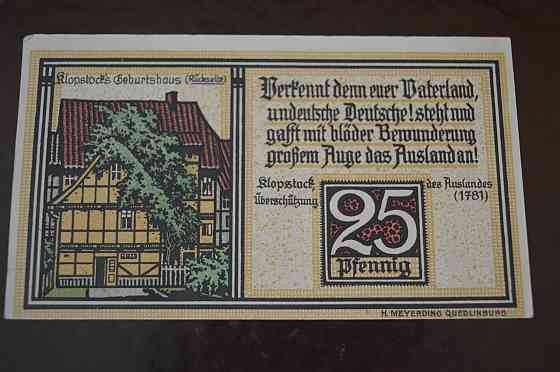 Klopstock's Geburtshaus (Rückseite)
Verkennt denn euer Vaterland,
undeutsche Deutsche! steht und
gafft mit blöder Bewunderung
großem Auge das Ausland an!
Klopstock, des Auslandes
Überschätzung (1781)
25
Pfennig
H. MEYERDING QUEDLINBURG